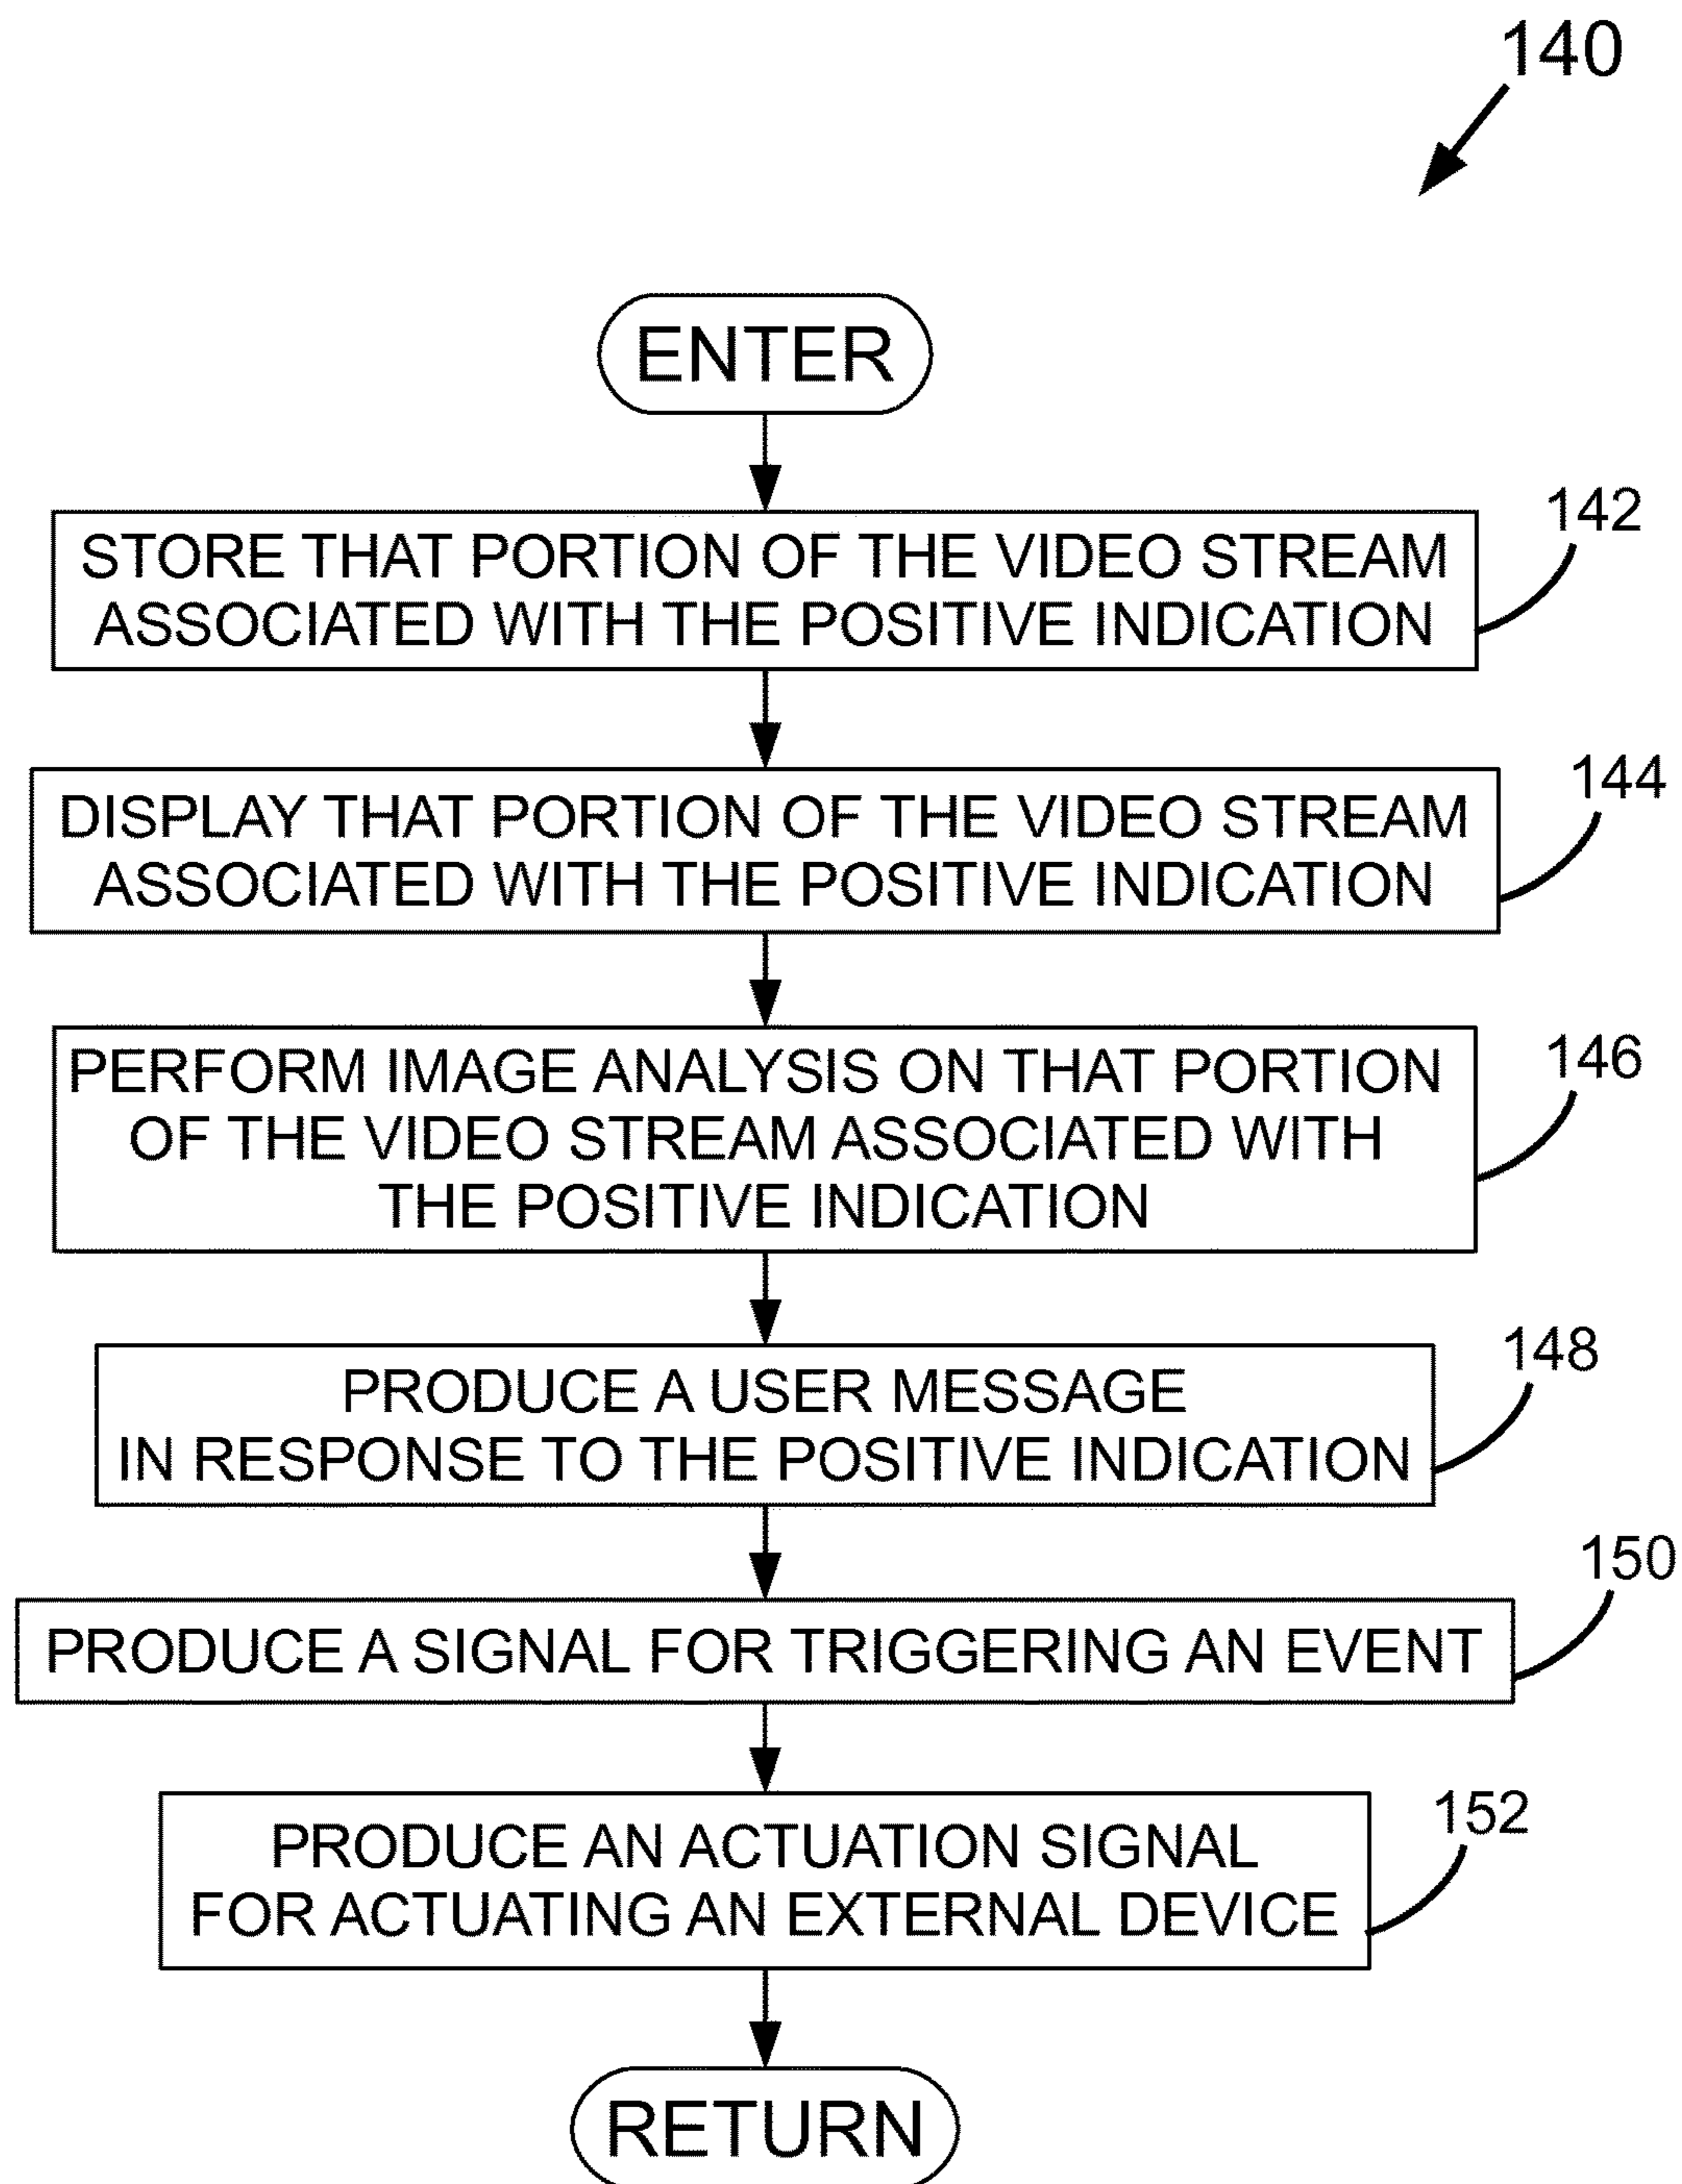 140
ENTER
142
STORE THAT PORTION OF THE VIDEO STREAM
ASSOCIATED WITH THE POSITIVE INDICATION
144
DISPLAY THAT PORTION OF THE VIDEO STREAM
ASSOCIATED WITH THE POSITIVE INDICATION
146
PERFORM IMAGE ANALYSIS ON THAT PORTION
OF THE VIDEO STREAM ASSOCIATED WITH
THE POSITIVE INDICATION
148
PRODUCE A USER MESSAGE
IN RESPONSE TO THE POSITIVE INDICATION
150
PRODUCE A SIGNAL FOR TRIGGERING AN EVENT
152
PRODUCE AN ACTUATION SIGNAL
FOR ACTUATING AN EXTERNAL DEVICE
RETURN